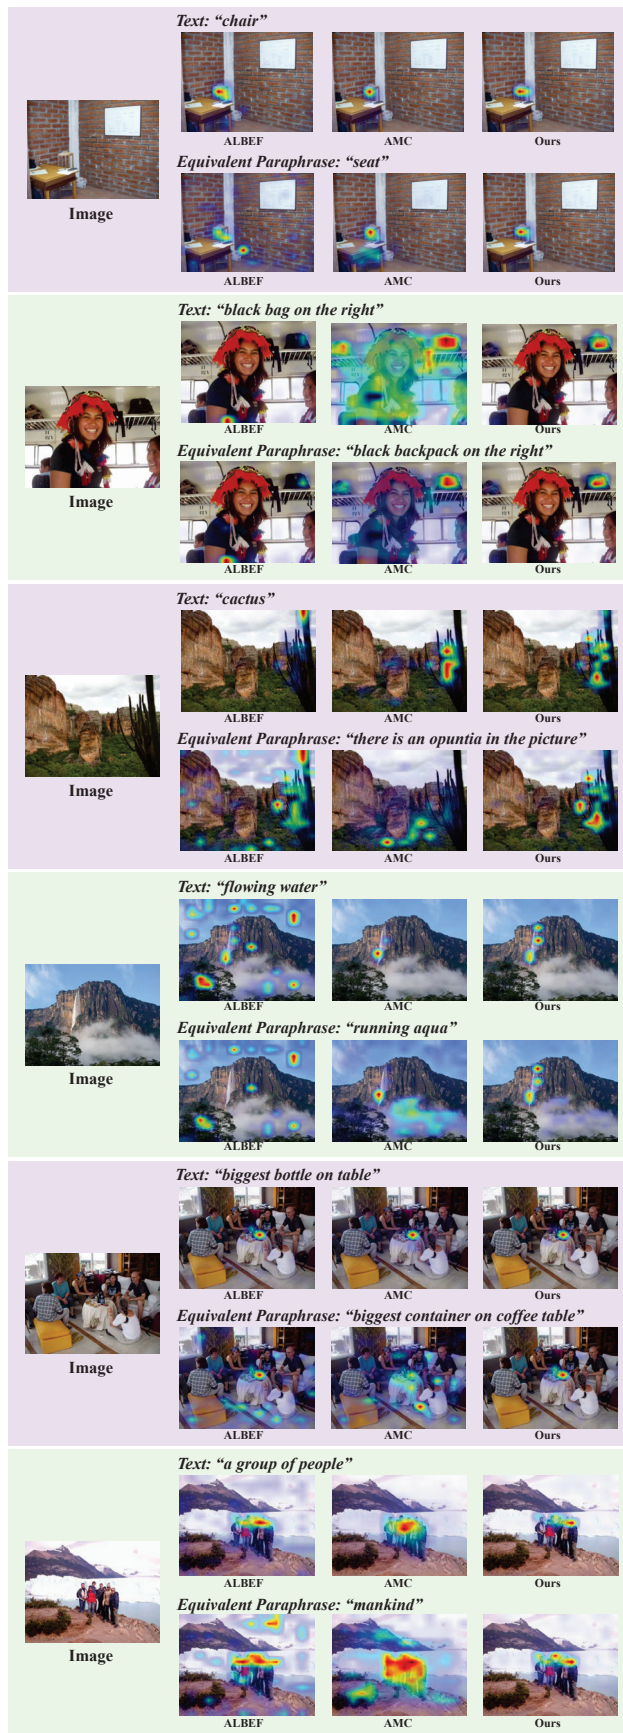 Text: “chair”
ALBEF AMC Ours
Equivalent Paraphrase: “seat”
Image
ALBEF AMC Ours
Text: “black bag on the right”
ALBEF AMC Ours
Equivalent Paraphrase: “black backpack on the right”
Image
ALBEF AMC Ours
Text: “cactus”
ALBEF AMC Ours
Equivalent Paraphrase: “there is an opuntia in the picture”
Image
ALBEF AMC Ours
Text: “flowing water”
ALBEF AMC Ours
Equivalent Paraphrase: “running aqua”
Image
ALBEF AMC Ours
Text: “biggest bottle on table”
ALBEF AMC Ours
Equivalent Paraphrase: “biggest container on coffee table”
Image
ALBEF AMC Ours
Text: “a group of people”
ALBEF AMC Ours
Equivalent Paraphrase: “mankind”
Image
ALBEF AMC Ours